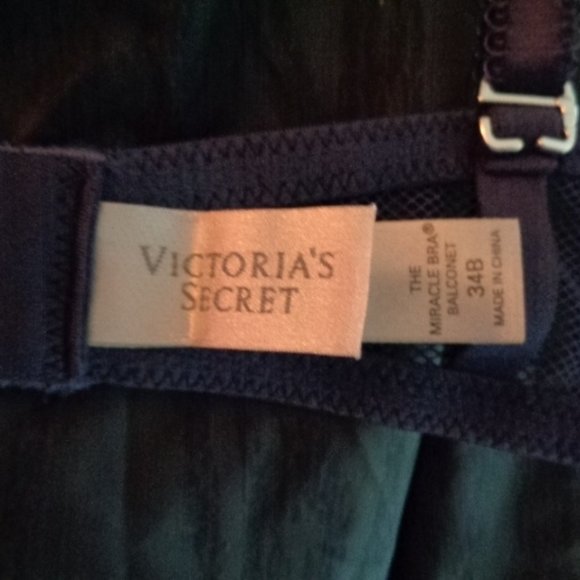 VICTORIA'S
SECRET
THE
MIRACLE BRA®
BALCONET
34B
MADE IN CHINA